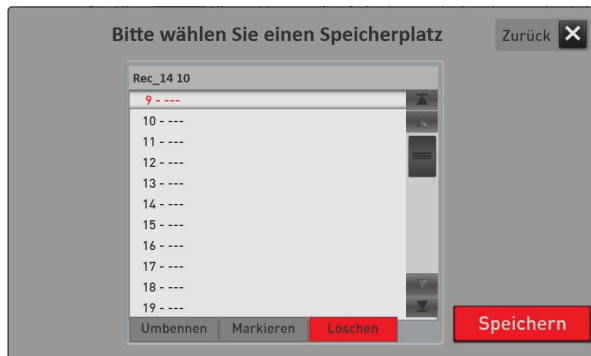 Bitte wählen Sie einen Speicherplatz
Zurück
Rec_14 10
9 - ---
10 - ---
11 - ---
12 - ---
13 - ---
14 - ---
15 - ---
16 - ---
17 - ---
18 - ---
19 - ---
Umbennen Markieren Löschen
Speichern